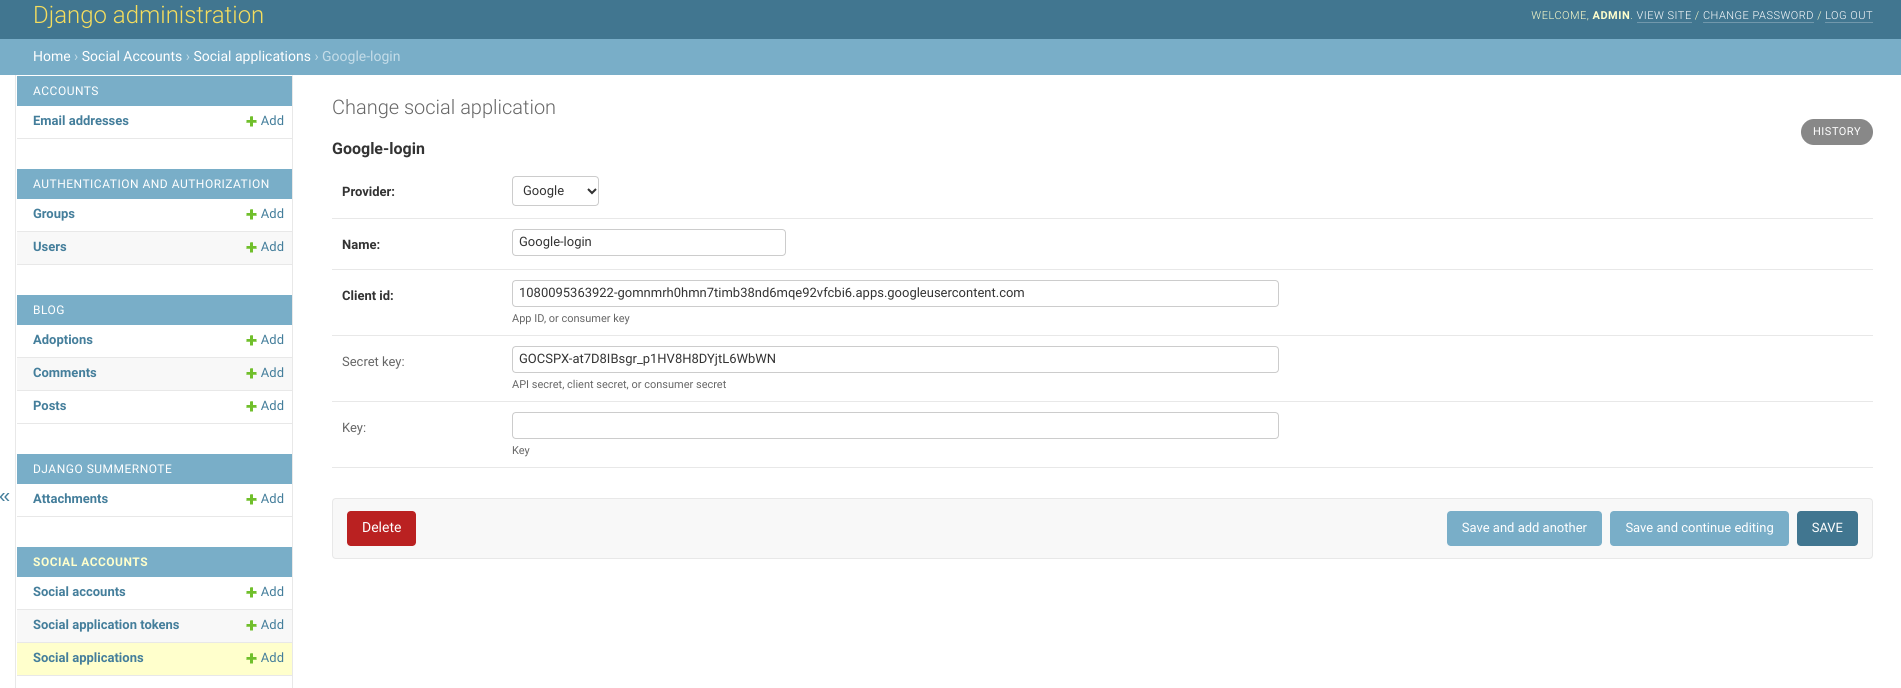 Django administration
WELCOME, ADMIN. VIEW SITE / CHANGE PASSWORD / LOG OUT
Home › Social Accounts › Social applications › Google-login
ACCOUNTS
Email addresses + Add
AUTHENTICATION AND AUTHORIZATION
Groups + Add
Users + Add
BLOG
Adoptions + Add
Comments + Add
Posts + Add
DJANGO SUMMERNOTE
Attachments + Add
SOCIAL ACCOUNTS
Social accounts + Add
Social application tokens + Add
Social applications + Add
«
Change social application
HISTORY
Google-login
Provider: Google
Name: Google-login
Client id: 1080095363922-gomnmrh0hmn7timb38nd6mqe92vfcbi6.apps.googleusercontent.com
App ID, or consumer key
Secret key: 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
API secret, client secret, or consumer secret
Key:
Key
Delete
Save and add another
Save and continue editing
SAVE